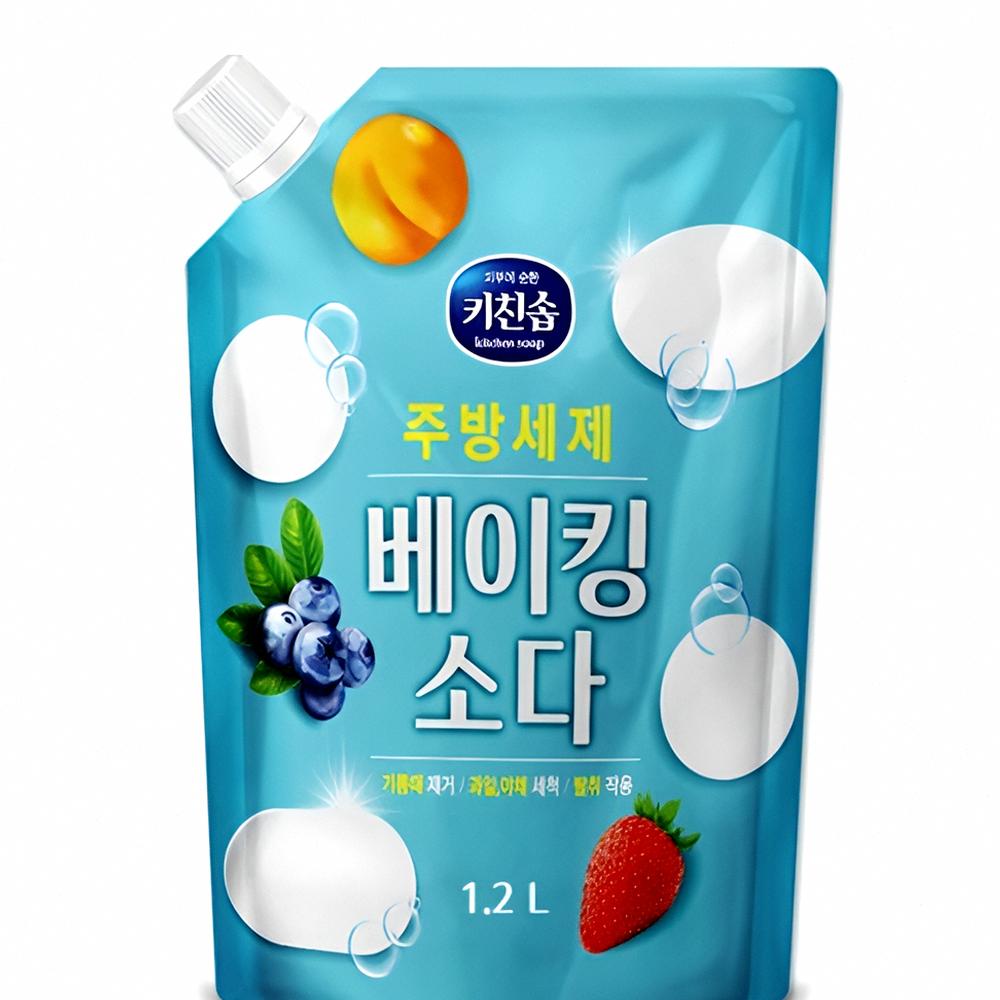 피부에 순한
키친솝
kitchen soap
주방세제
베이킹
소다
기름때 제거 / 과일,야채 세척 / 탈취 작용
1.2 L